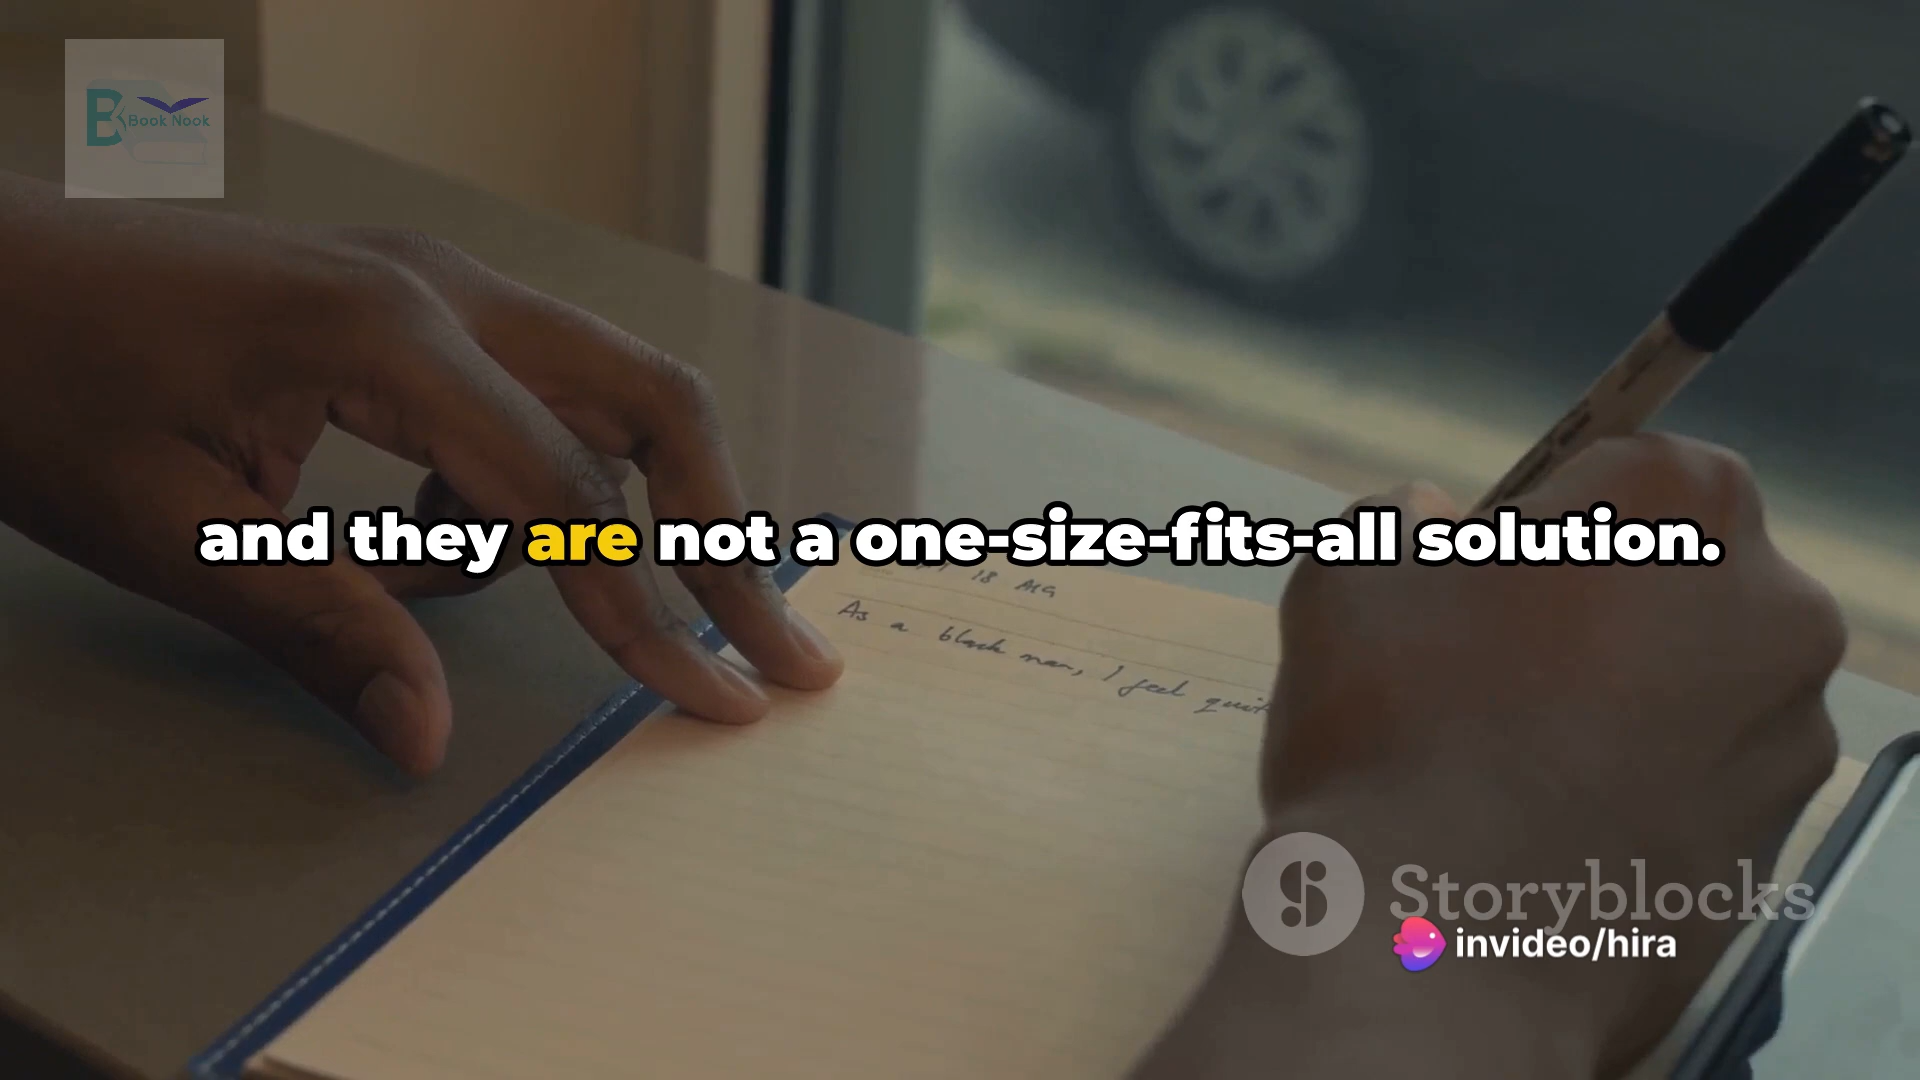 Book Nook
and they are not a one-size-fits-all solution.
18 AUG
As a black man, I feel quit
Storyblocks
invideo/hira